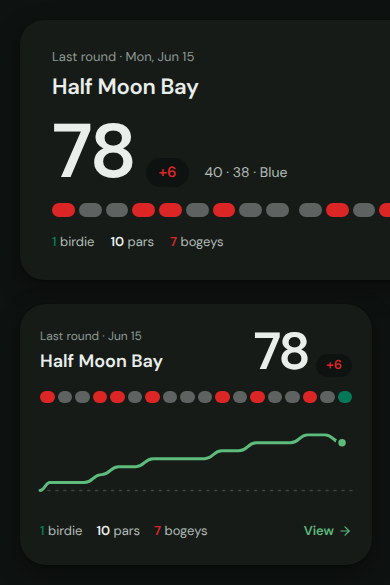 Last round · Mon, Jun 15
Half Moon Bay
78 +6 40 · 38 · Blue
1 birdie 10 pars 7 bogeys
Last round · Jun 15
Half Moon Bay
78 +6
1 birdie 10 pars 7 bogeys View →